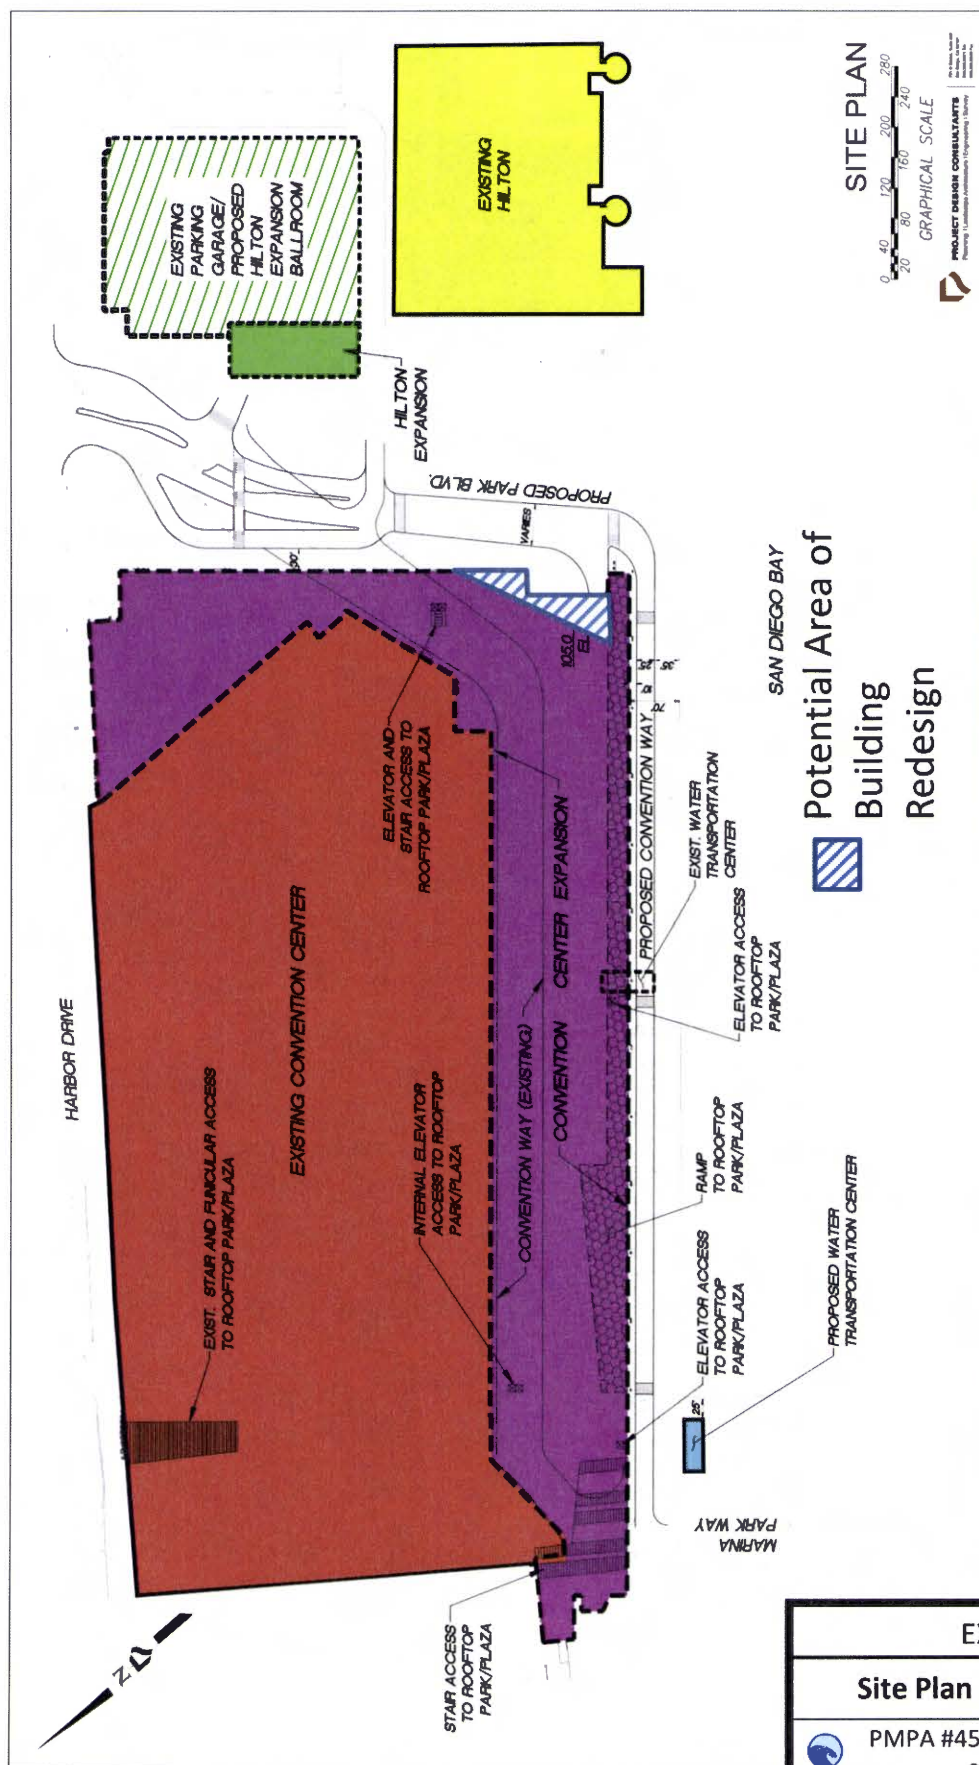 HARBOR DRIVE
EXIST. STAIR AND FUNICULAR ACCESS
TO ROOFTOP PARK/PLAZA
EXISTING CONVENTION CENTER
ELEVATOR AND
STAIR ACCESS TO
ROOFTOP PARK/PLAZA
INTERNAL ELEVATOR
ACCESS TO ROOFTOP
PARK/PLAZA
CONVENTION WAY (EXISTING)
CONVENTION CENTER EXPANSION
STAIR ACCESS
TO ROOFTOP
PARK/PLAZA
MARINA
PARK WAY
25'
ELEVATOR ACCESS
TO ROOFTOP
PARK/PLAZA
PROPOSED WATER
TRANSPORTATION CENTER
RAMP
TO ROOFTOP
PARK/PLAZA
ELEVATOR ACCESS
TO ROOFTOP
PARK/PLAZA
EXIST. WATER
TRANSPORTATION
CENTER
PROPOSED CONVENTION WAY
25'
35'
105.0
EL
30'
VARIES
PROPOSED PARK BLVD.
SAN DIEGO BAY
EXISTING
PARKING
GARAGE/
PROPOSED
HILTON
EXPANSION
BALLROOM
HILTON
EXPANSION
EXISTING
HILTON
Potential Area of
Building
Redesign
SITE PLAN
0 40 120 200 280
20 80 160 240
GRAPHICAL SCALE
PROJECT DESIGN CONSULTANTS
N
Site Plan
PMPA #45